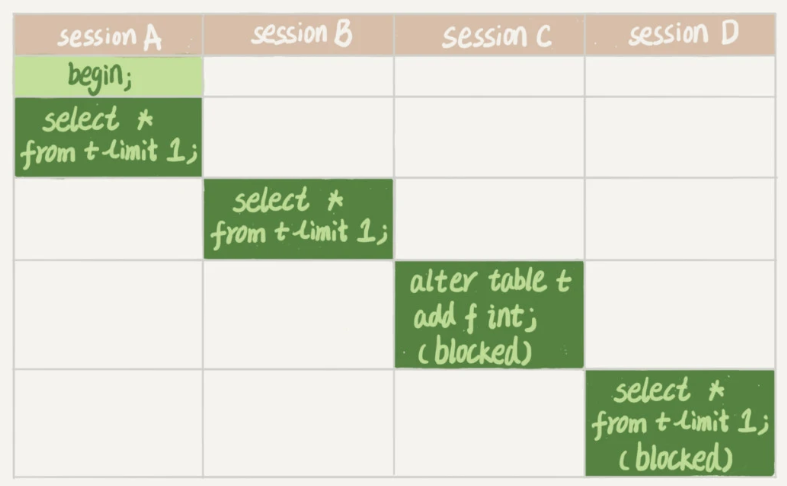 session A session B session C session D
begin;
select *
from t limit 1;
select *
from t limit 1;
alter table t
add f int;
(blocked)
select *
from t limit 1;
(blocked)